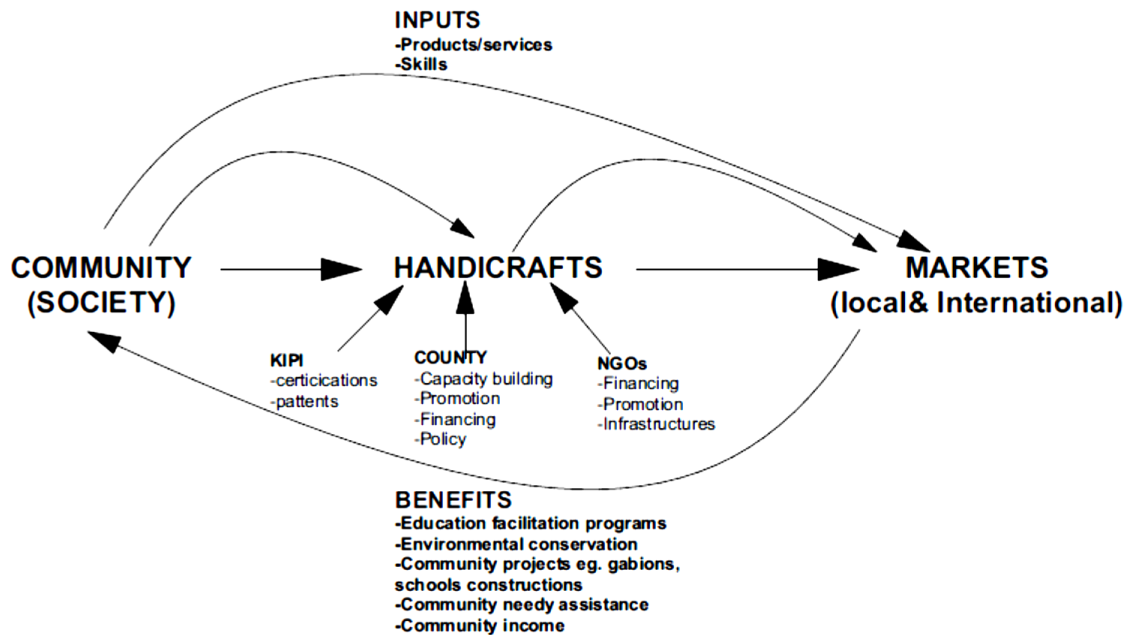 INPUTS
-Products/services
-Skills
COMMUNITY
(SOCIETY)
HANDICRAFTS
MARKETS
(local& International)
KIPI
-certicications
-pattents
COUNTY
-Capacity building
-Promotion
-Financing
-Policy
NGOs
-Financing
-Promotion
-Infrastructures
BENEFITS
-Education facilitation programs
-Environmental conservation
-Community projects eg. gabions,
schools constructions
-Community needy assistance
-Community income